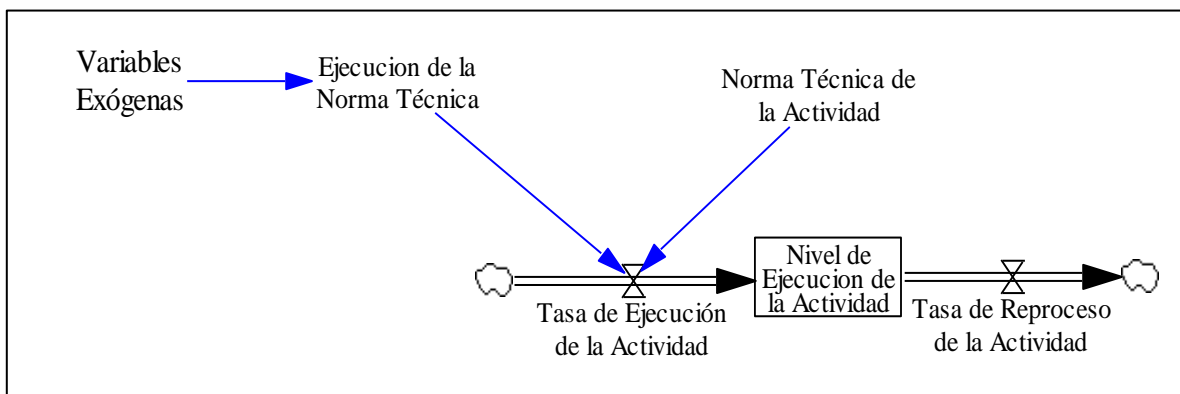 Variables
Exógenas
Ejecucion de la
Norma Técnica
Norma Técnica de
la Actividad
Nivel de
Ejecucion de
la Actividad
Tasa de Ejecución
de la Actividad
Tasa de Reproceso
de la Actividad